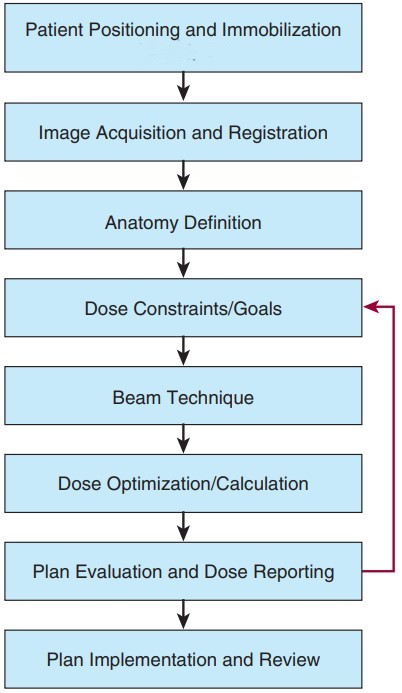 Patient Positioning and Immobilization
Image Acquisition and Registration
Anatomy Definition
Dose Constraints/Goals
Beam Technique
Dose Optimization/Calculation
Plan Evaluation and Dose Reporting
Plan Implementation and Review